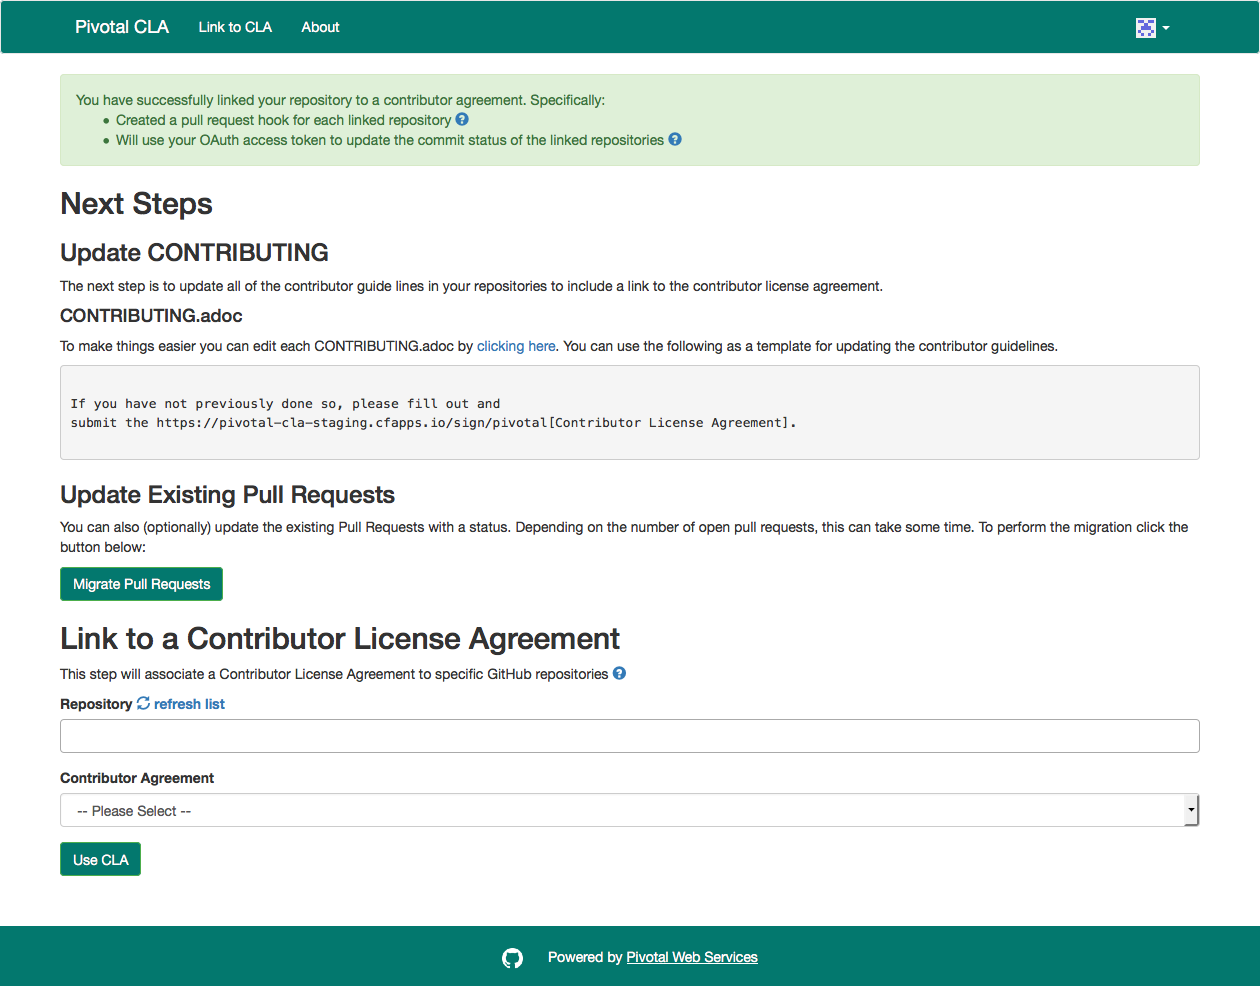 Pivotal CLA Link to CLA About
You have successfully linked your repository to a contributor agreement. Specifically:
• Created a pull request hook for each linked repository ?
• Will use your OAuth access token to update the commit status of the linked repositories ?
Next Steps
Update CONTRIBUTING
The next step is to update all of the contributor guide lines in your repositories to include a link to the contributor license agreement.
CONTRIBUTING.adoc
To make things easier you can edit each CONTRIBUTING.adoc by clicking here. You can use the following as a template for updating the contributor guidelines.
If you have not previously done so, please fill out and
submit the https://pivotal-cla-staging.cfapps.io/sign/pivotal[Contributor License Agreement].
Update Existing Pull Requests
You can also (optionally) update the existing Pull Requests with a status. Depending on the number of open pull requests, this can take some time. To perform the migration click the
button below:
Migrate Pull Requests
Link to a Contributor License Agreement
This step will associate a Contributor License Agreement to specific GitHub repositories ?
Repository refresh list
Contributor Agreement
-- Please Select --
Use CLA
Powered by Pivotal Web Services